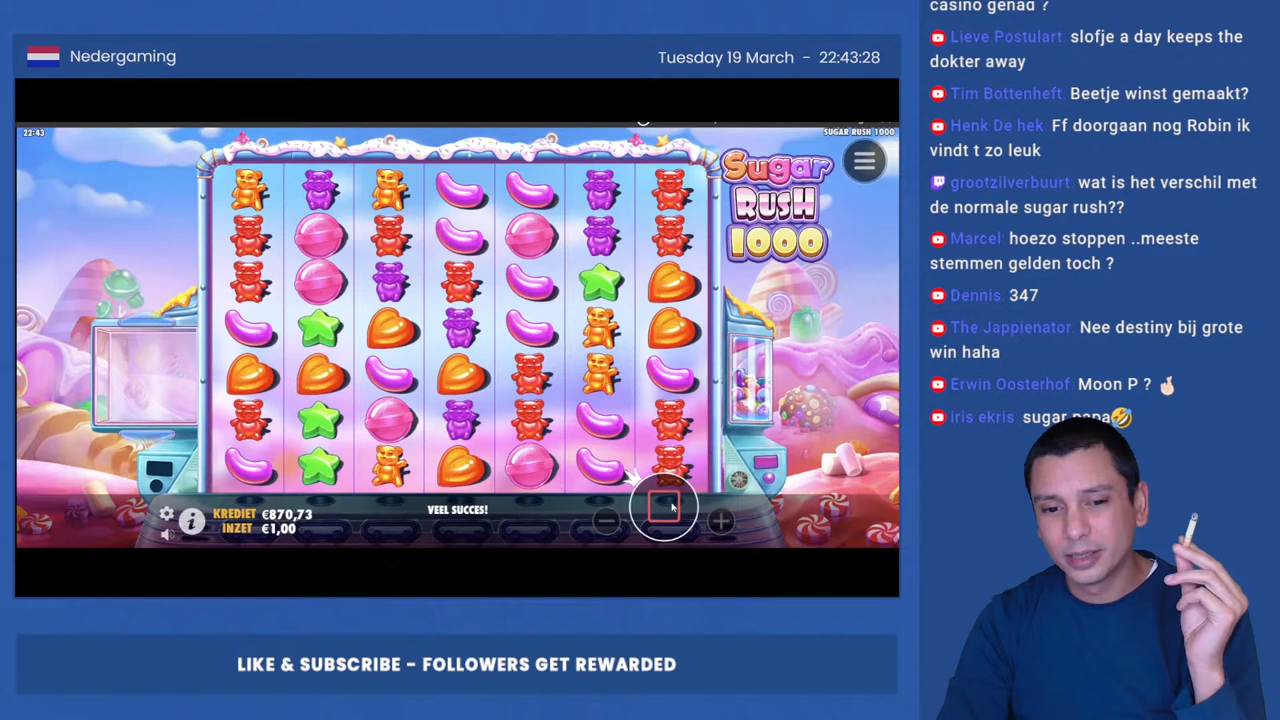 Nedergaming
Tuesday 19 March - 22:43:28
22:43
SUGAR RUSH 1000
Sugar
RUSH
1000
KREDIET €870,73
INZET €1,00
VEEL SUCCES!
LIKE & SUBSCRIBE - FOLLOWERS GET REWARDED
casino genad ?
Lieve Postulart: slofje a day keeps the
dokter away
Tim Bottenheft: Beetje winst gemaakt?
Henk De hek: Ff doorgaan nog Robin ik
vindt t zo leuk
grootzilverbuurt: wat is het verschil met
de normale sugar rush??
Marcel: hoezo stoppen ..meeste
stemmen gelden toch ?
Dennis: 347
The Jappienator: Nee destiny bij grote
win haha
Erwin Oosterhof: Moon P ? 🤞🏻
Iris ekris: sugar papa🤣